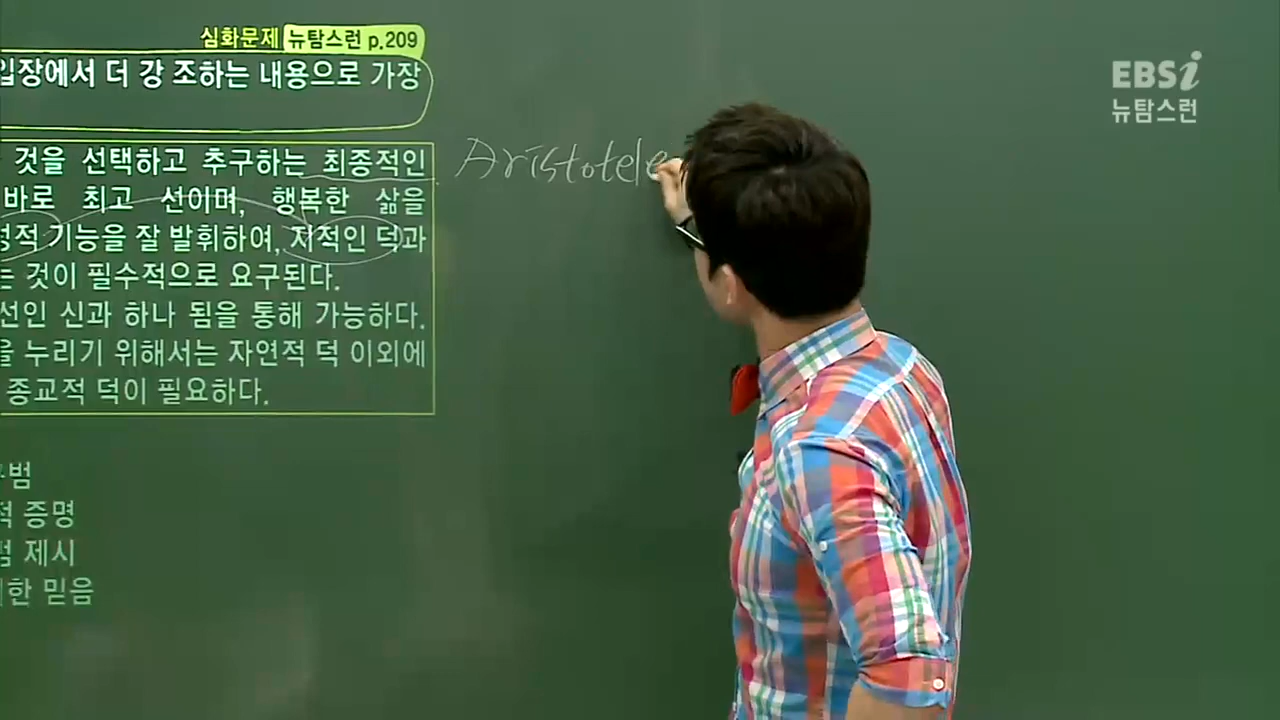 심화문제 뉴탐스런 p.209
입장에서 더 강 조하는 내용으로 가장
EBSi
뉴탐스런
것을 선택하고 추구하는 최종적인
Aristotele
바로 최고 선이며, 행복한 삶을
기능을 잘 발휘하여, 지적인 덕과
는 것이 필수적으로 요구된다.
선인 신과 하나 됨을 통해 가능하다.
을 누리기 위해서는 자연적 덕 이외에
종교적 덕이 필요하다.
범
적 증명
제시
한 믿음